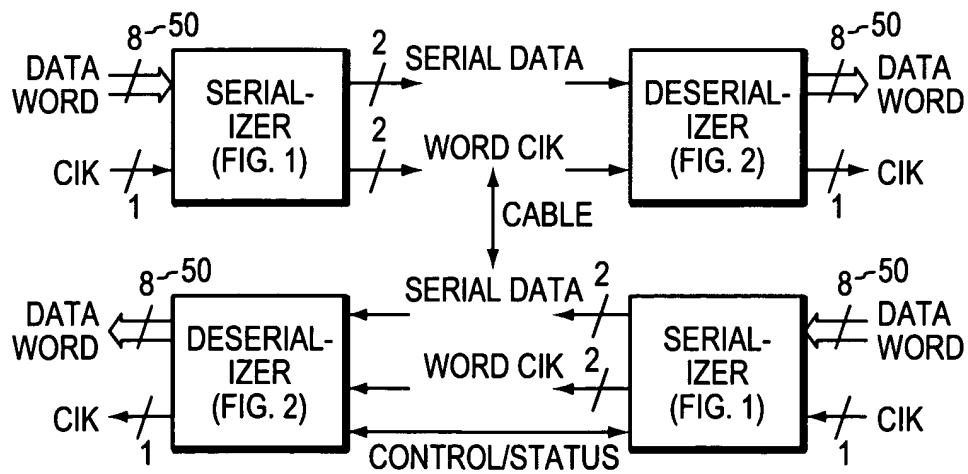 8 50
DATA WORD
SERIAL-
IZER
(FIG. 1)
2
SERIAL DATA
DESERIAL-
IZER
(FIG. 2)
8 50
DATA WORD
CIK
1
2
WORD CIK
CIK
1
CABLE
8 50
DATA WORD
DESERIAL-
IZER
(FIG. 2)
SERIAL DATA
2
SERIAL-
IZER
(FIG. 1)
8 50
DATA WORD
WORD CIK
2
CIK
1
CONTROL/STATUS
CIK
1